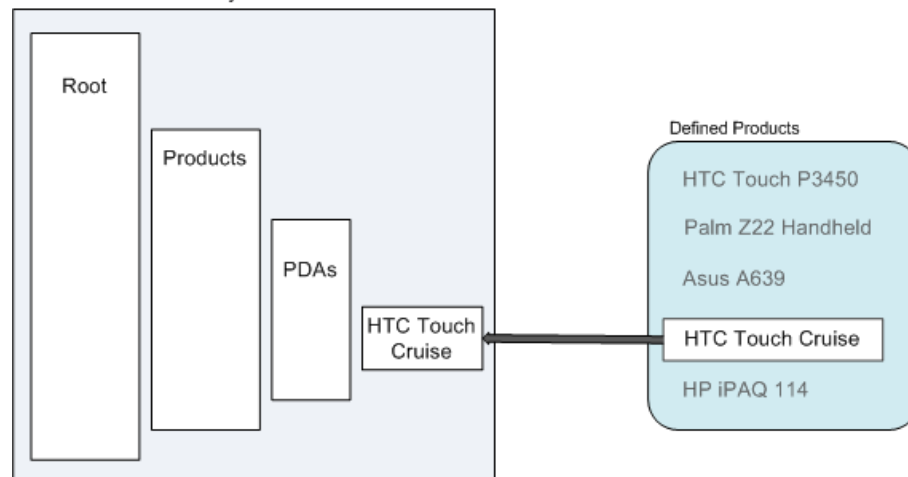 Root
Products
PDAs
HTC Touch
Cruise
Defined Products
HTC Touch P3450
Palm Z22 Handheld
Asus A639
HTC Touch Cruise
HP iPAQ 114